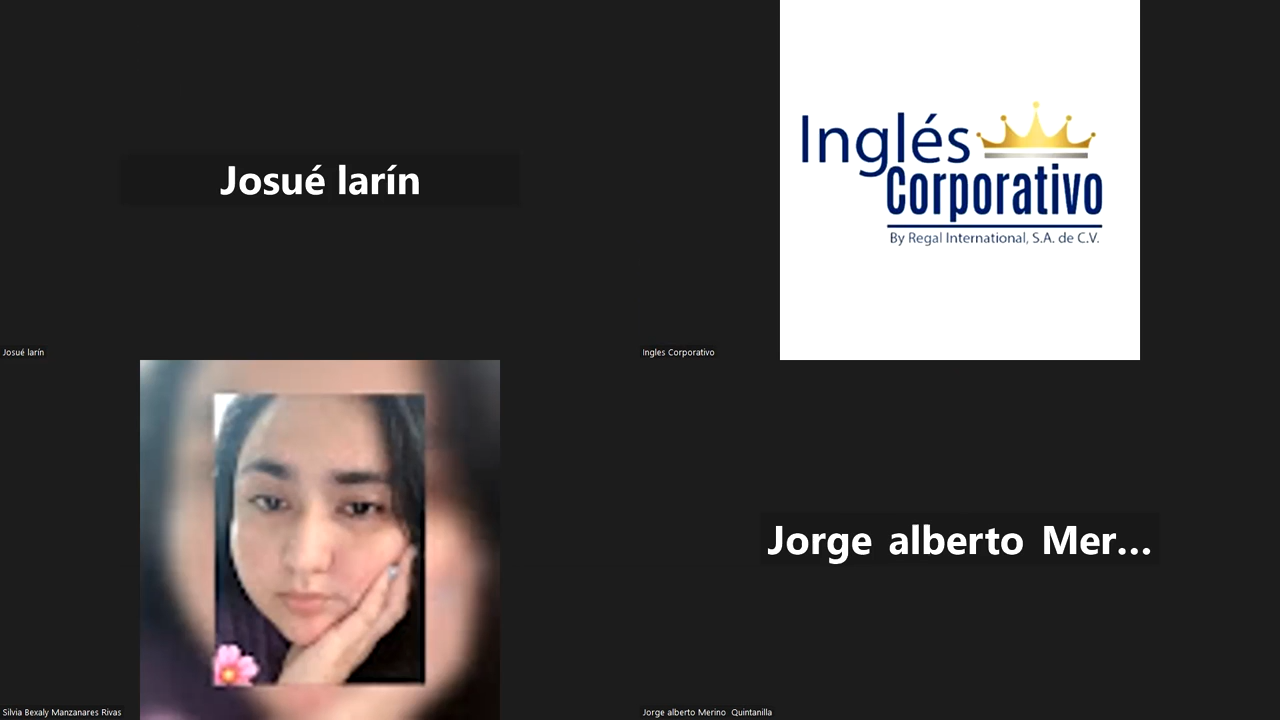 Josué larín
Josué larín
Inglés
Corporativo
By Regal International, S.A. de C.V.
Ingles Corporativo
Silvia Bexaly Manzanares Rivas
Jorge alberto Mer...
Jorge alberto Merino Quintanilla